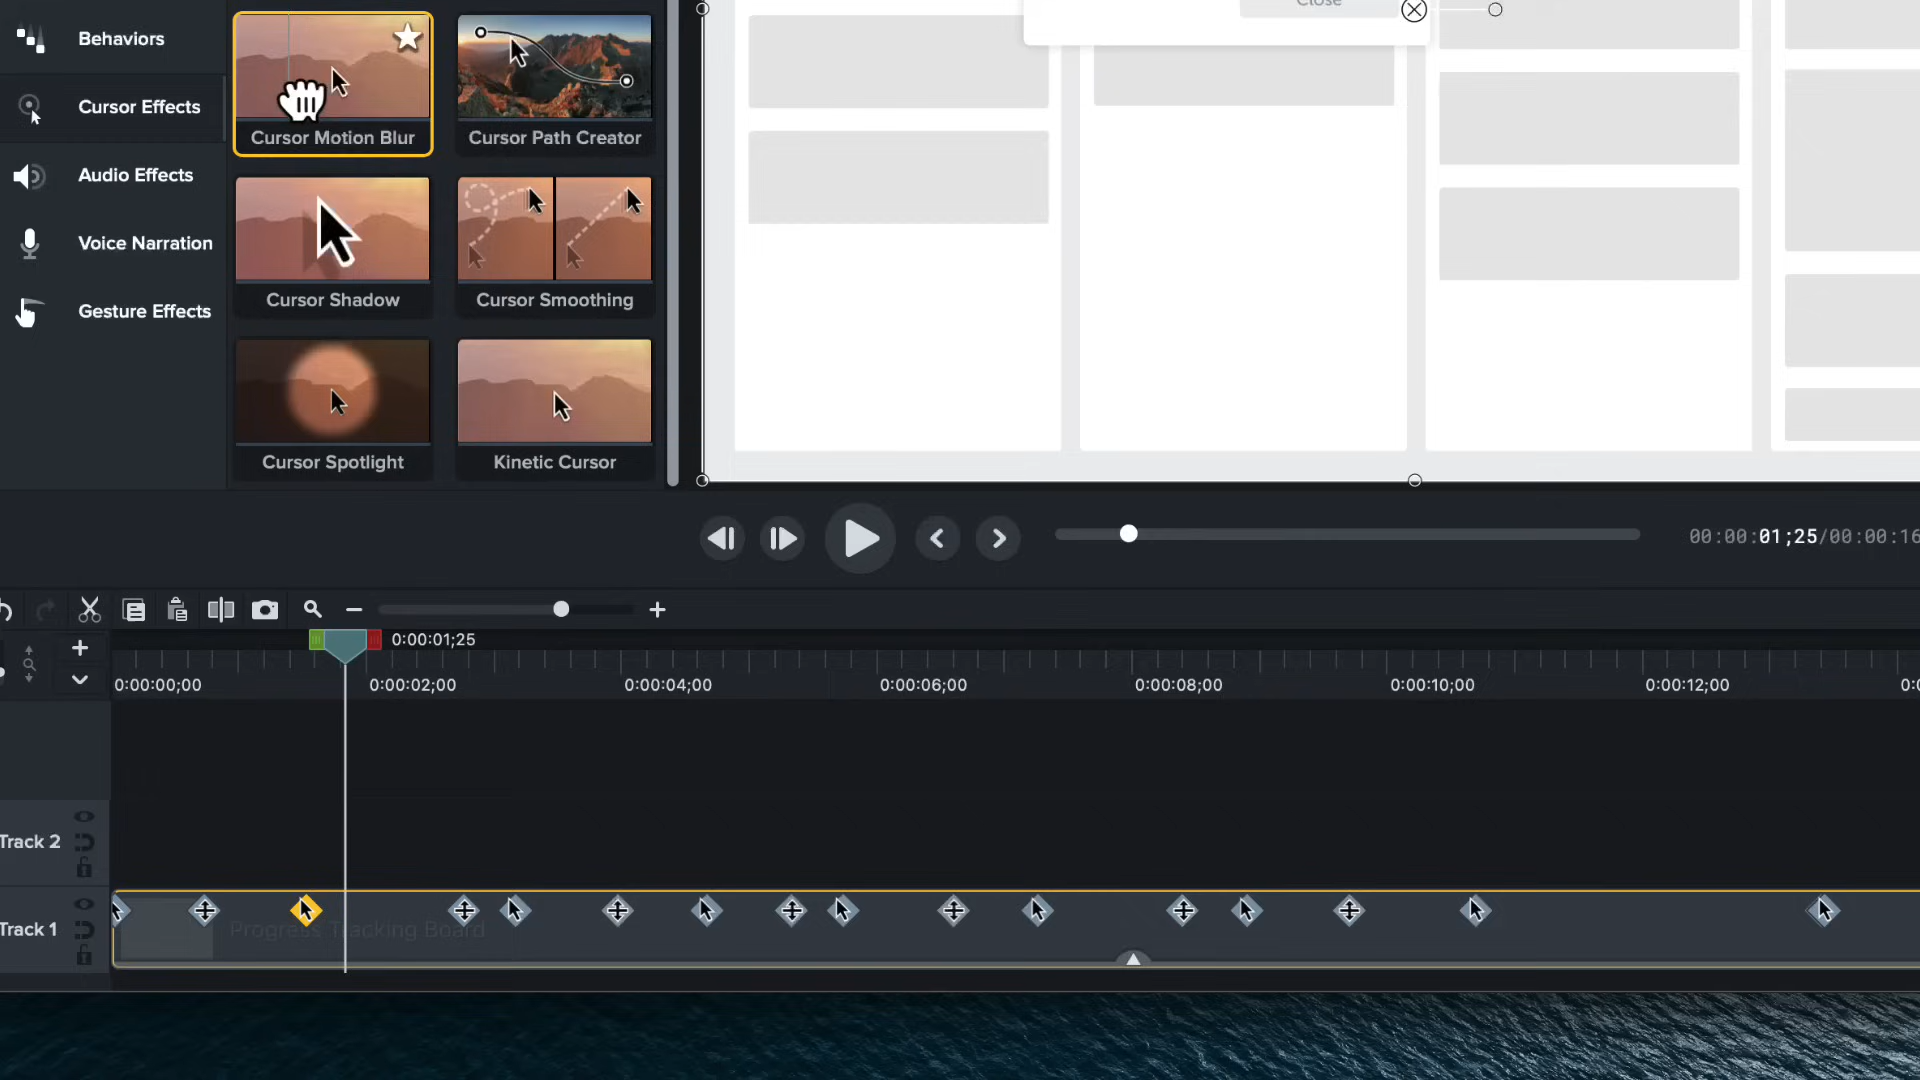 Behaviors
Cursor Effects
Audio Effects
Voice Narration
Gesture Effects
Cursor Motion Blur
Cursor Path Creator
Cursor Shadow
Cursor Smoothing
Cursor Spotlight
Kinetic Cursor
Close
00:00:01;25/00:00:16
0:00:01;25
0:00:00;00
0:00:02;00
0:00:04;00
0:00:06;00
0:00:08;00
0:00:10;00
0:00:12;00
Track 2
Track 1
Progress Tracking Board